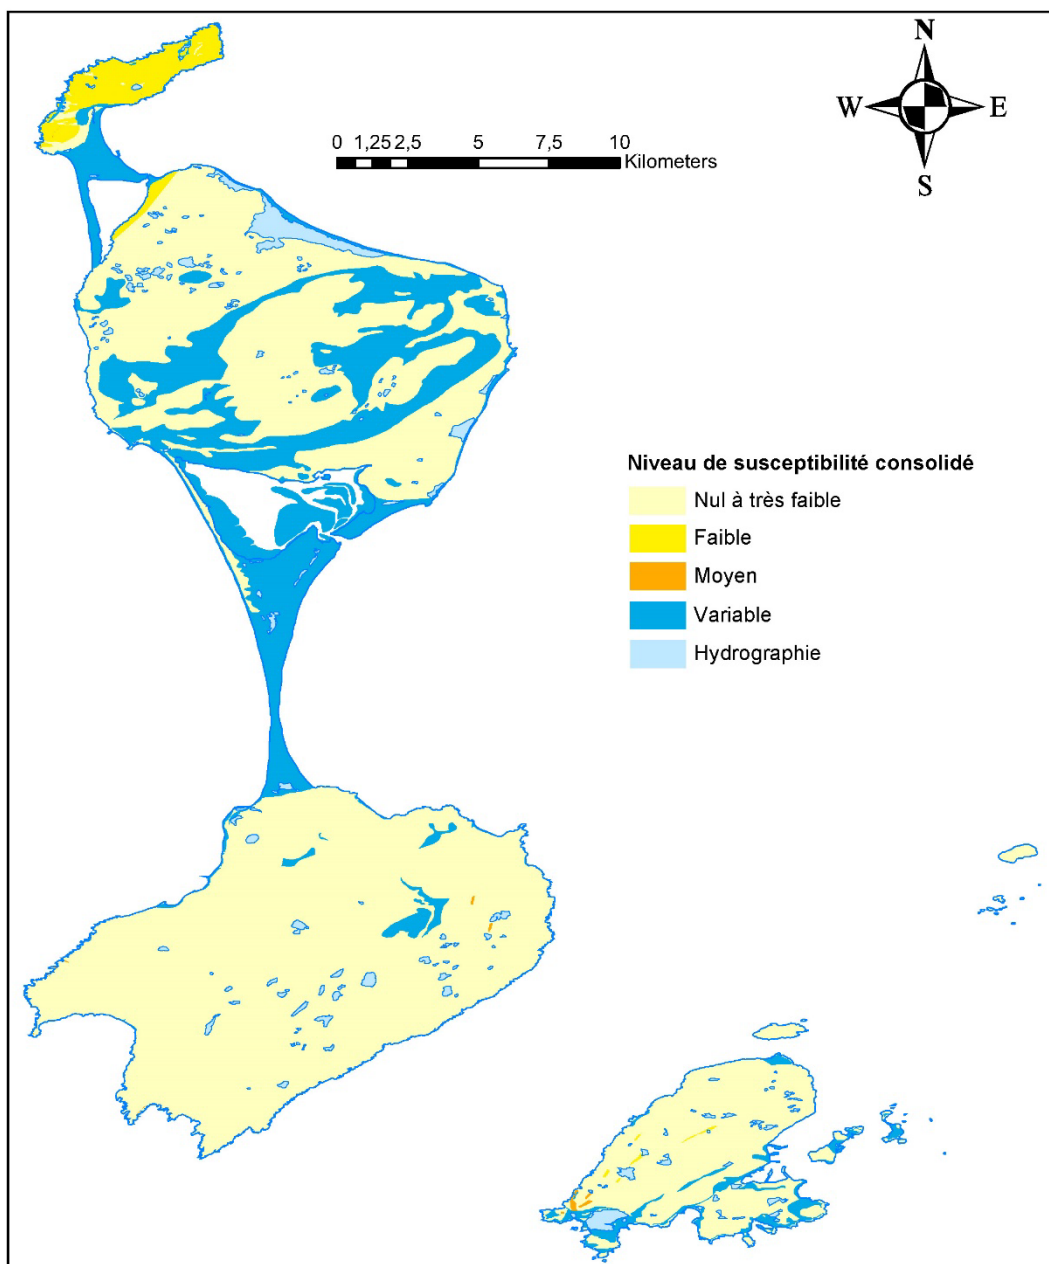 N
W E
S
0 1,25 2,5 5 7,5 10
Kilometers
Niveau de susceptibilité consolidé
Nul à très faible
Faible
Moyen
Variable
Hydrographie